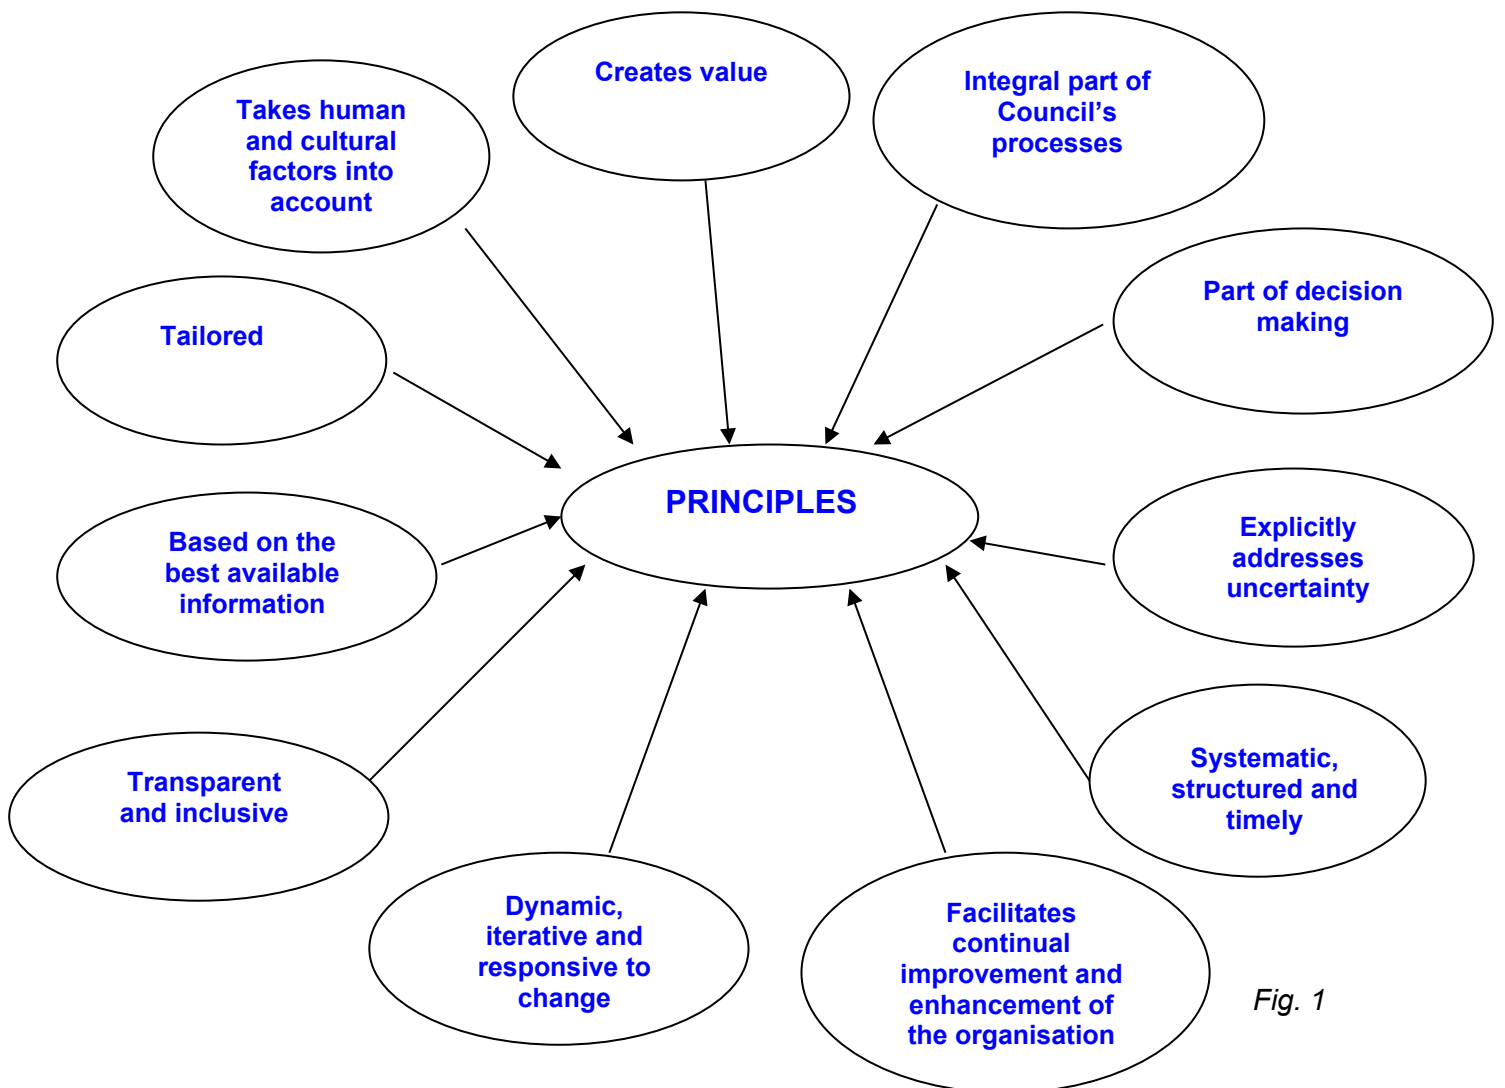 Creates value
Integral part of
Council's
processes
Takes human
and cultural
factors into
account
Part of decision
making
Tailored
PRINCIPLES
Explicitly
addresses
uncertainty
Based on the
best available
information
Systematic,
structured and
timely
Transparent
and inclusive
Dynamic,
iterative and
responsive to
change
Facilitates
continual
improvement and
enhancement of
the organisation
Fig. 1